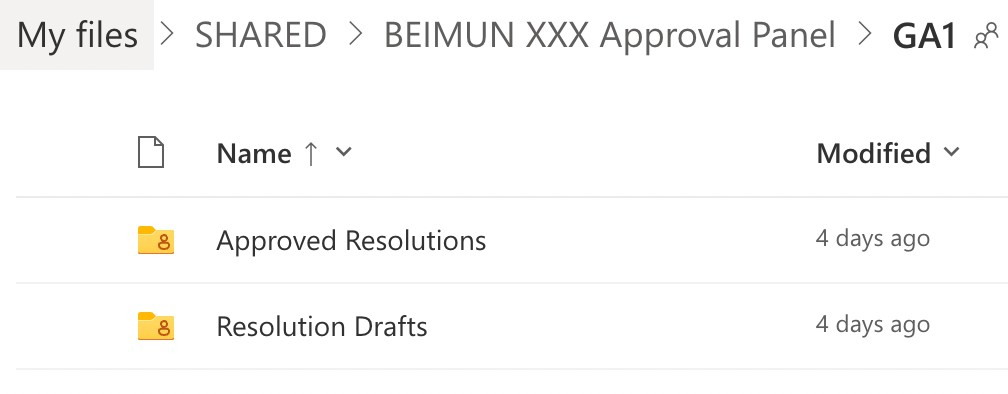 My files > SHARED > BEIMUN XXX Approval Panel > GA1
Name ↑ Modified
Approved Resolutions 4 days ago
Resolution Drafts 4 days ago